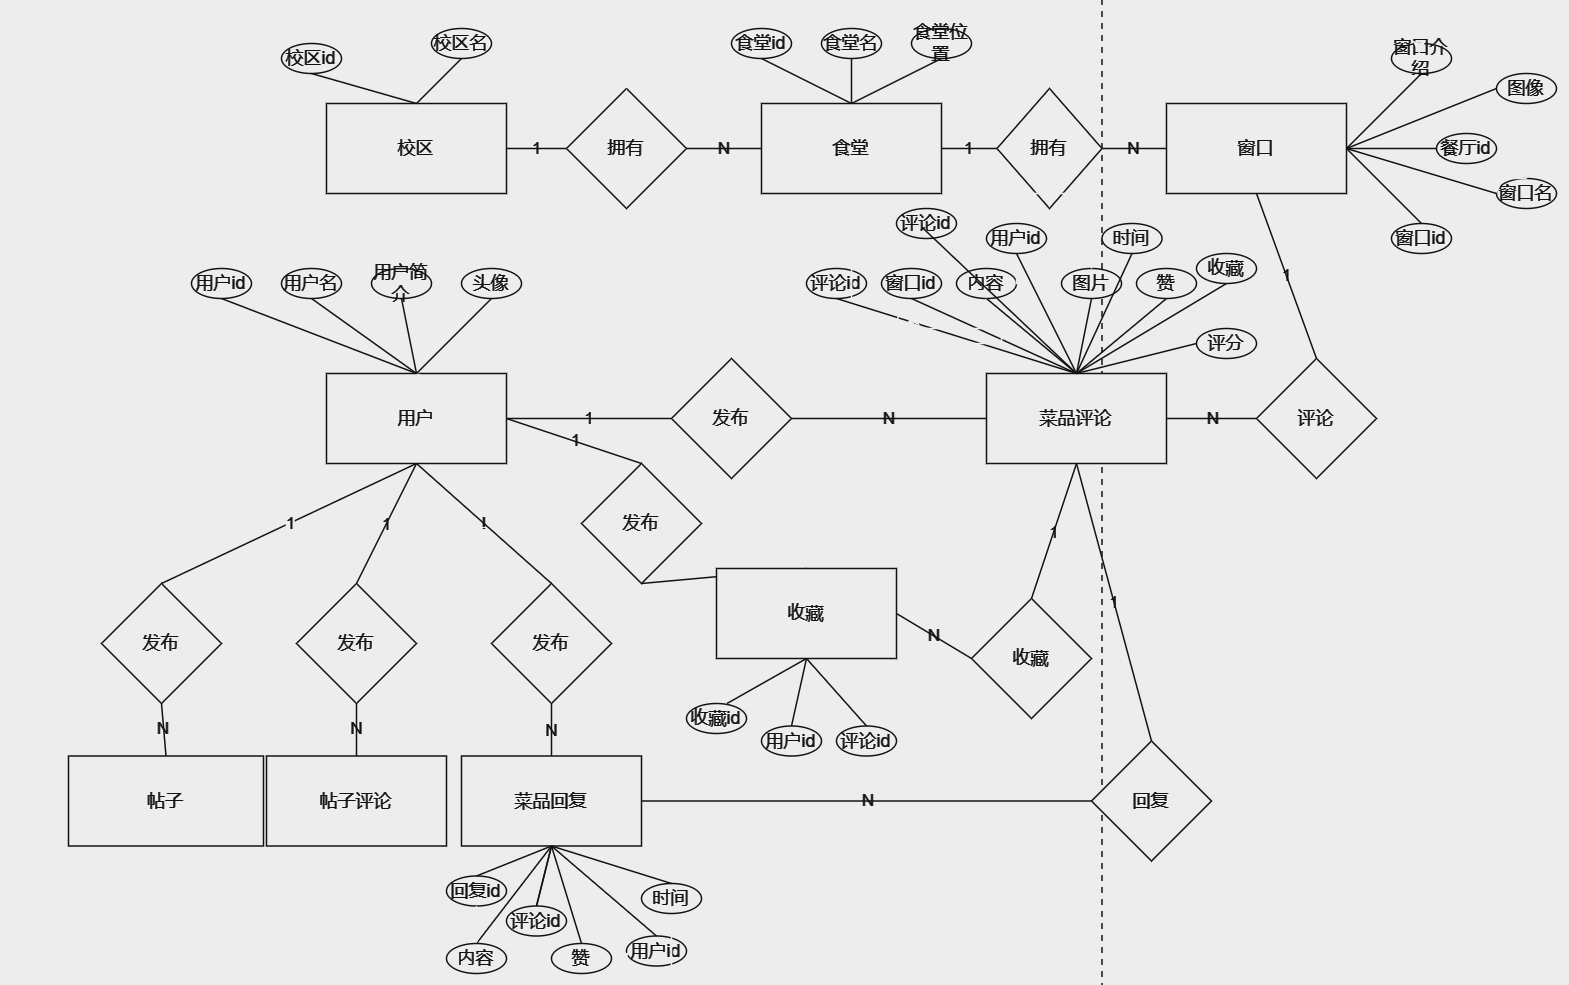 校区id
校区名
食堂id
食堂名
食堂位
置
窗口介
绍
图像
校区
1
拥有
N
食堂
1
拥有
N
窗口
餐厅id
窗口名
窗口id
评论id
用户id
时间
用户id
用户名
用户简
介
头像
评论id
窗口id
内容
图片
赞
收藏
1
评分
用户
1
发布
N
菜品评论
N
评论
1
1
1
1
发布
1
发布
发布
发布
收藏
N
收藏
1
收藏id
用户id
评论id
N
N
N
帖子
帖子评论
菜品回复
N
回复
回复id
评论id
时间
内容
赞
用户id